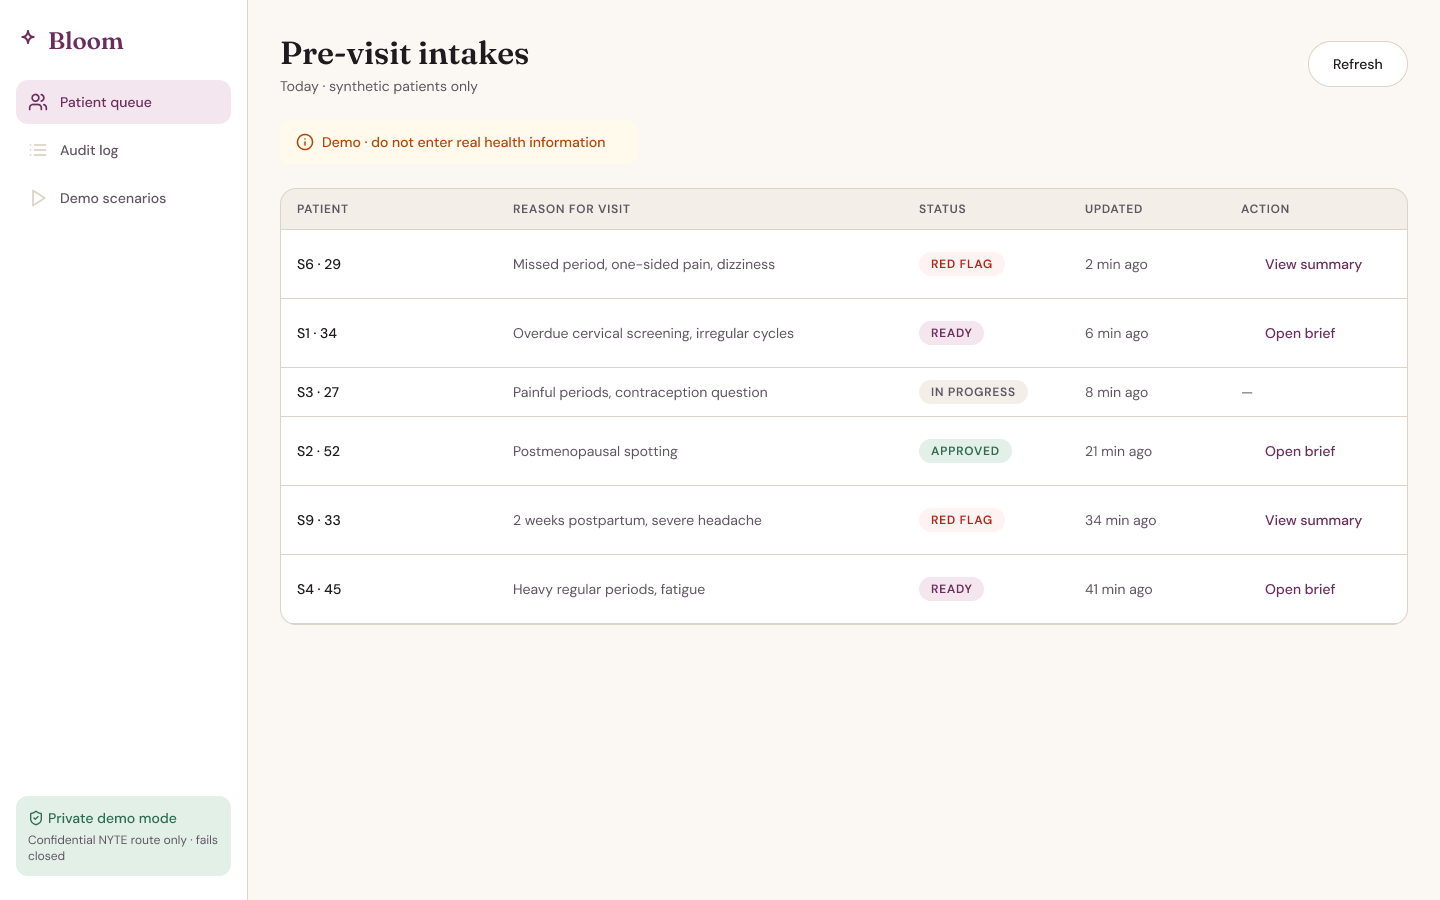 Bloom
Patient queue
Audit log
Demo scenarios
Private demo mode
Confidential NYTE route only · fails
closed
Pre-visit intakes
Today · synthetic patients only
Refresh
Demo · do not enter real health information
PATIENT REASON FOR VISIT STATUS UPDATED ACTION
S6 · 29 Missed period, one-sided pain, dizziness RED FLAG 2 min ago View summary
S1 · 34 Overdue cervical screening, irregular cycles READY 6 min ago Open brief
S3 · 27 Painful periods, contraception question IN PROGRESS 8 min ago —
S2 · 52 Postmenopausal spotting APPROVED 21 min ago Open brief
S9 · 33 2 weeks postpartum, severe headache RED FLAG 34 min ago View summary
S4 · 45 Heavy regular periods, fatigue READY 41 min ago Open brief